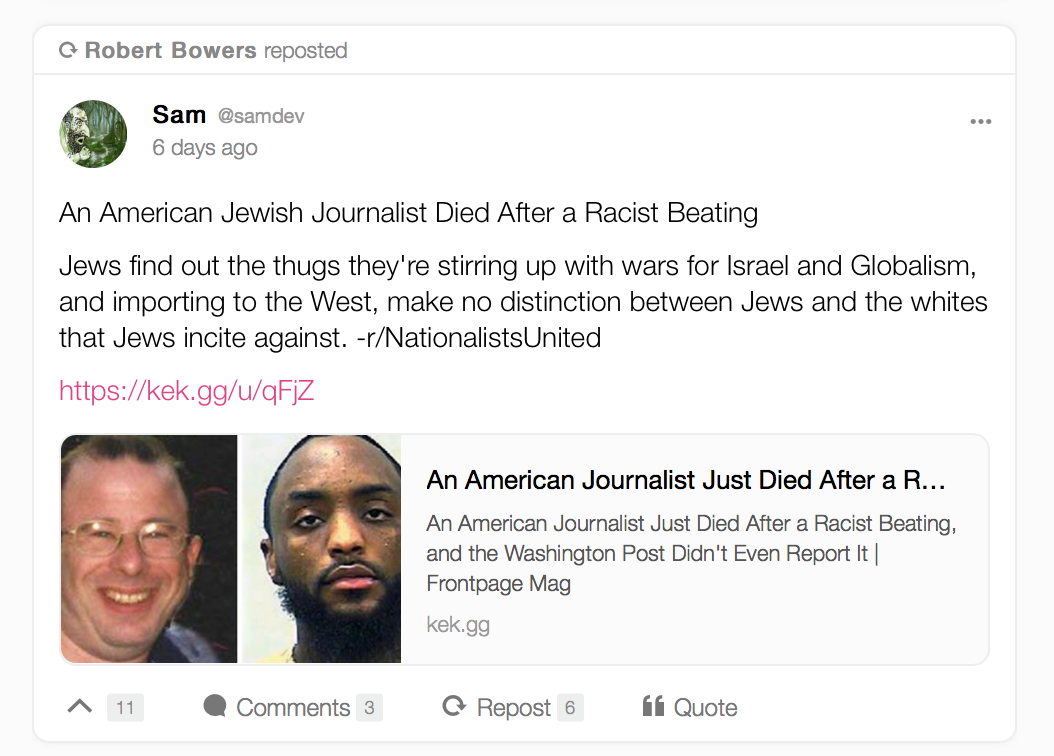 Robert Bowers reposted
Sam @samdev
6 days ago
An American Jewish Journalist Died After a Racist Beating
Jews find out the thugs they're stirring up with wars for Israel and Globalism,
and importing to the West, make no distinction between Jews and the whites
that Jews incite against. -r/NationalistsUnited
https://kek.gg/u/qFjZ
An American Journalist Just Died After a R...
An American Journalist Just Died After a Racist Beating,
and the Washington Post Didn't Even Report It |
Frontpage Mag
kek.gg
11 Comments 3 Repost 6 Quote